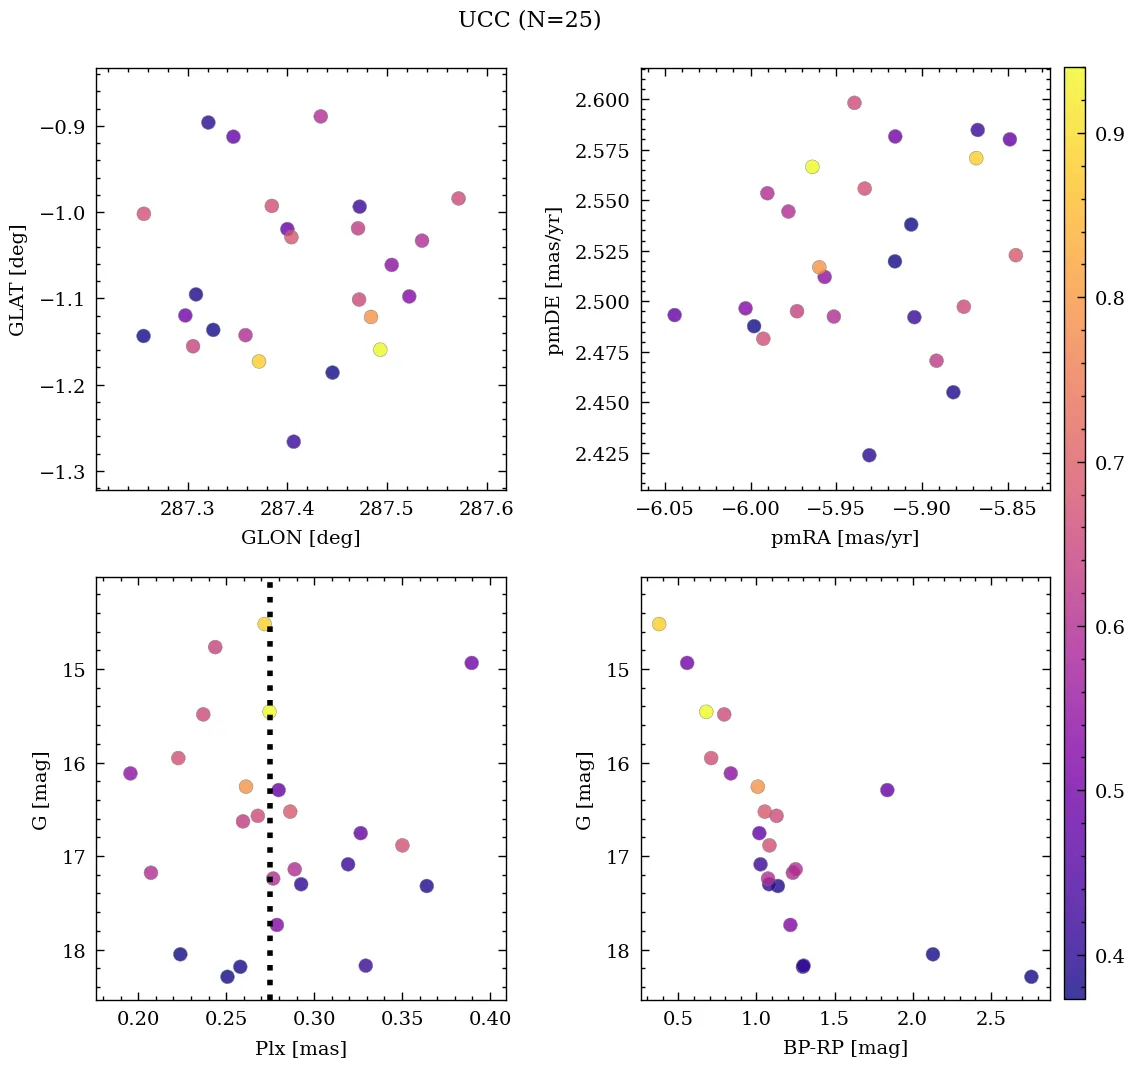 UCC (N=25)
−0.9
−1.0
−1.1
−1.2
−1.3
GLAT [deg]
287.3 287.4 287.5 287.6
GLON [deg]
2.600
2.575
2.550
2.525
2.500
2.475
2.450
2.425
pmDE [mas/yr]
−6.05 −6.00 −5.95 −5.90 −5.85
pmRA [mas/yr]
0.9
0.8
0.7
0.6
0.5
0.4
15
16
17
18
G [mag]
0.20 0.25 0.30 0.35 0.40
Plx [mas]
15
16
17
18
G [mag]
0.5 1.0 1.5 2.0 2.5
BP-RP [mag]